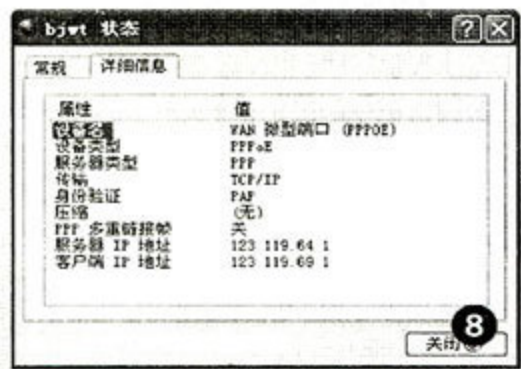 bjwt 状态
常规 详细信息
属性 值
设备名 WAN 微型端口 (PPPOE)
设备类型 PPPoE
服务器类型 PPP
传输 TCP/IP
身份验证 PAP
压缩 (无)
PPP 多重链接帧 关
服务器 IP 地址 123.119.64.1
客户端 IP 地址 123.119.69.1
关闭
8